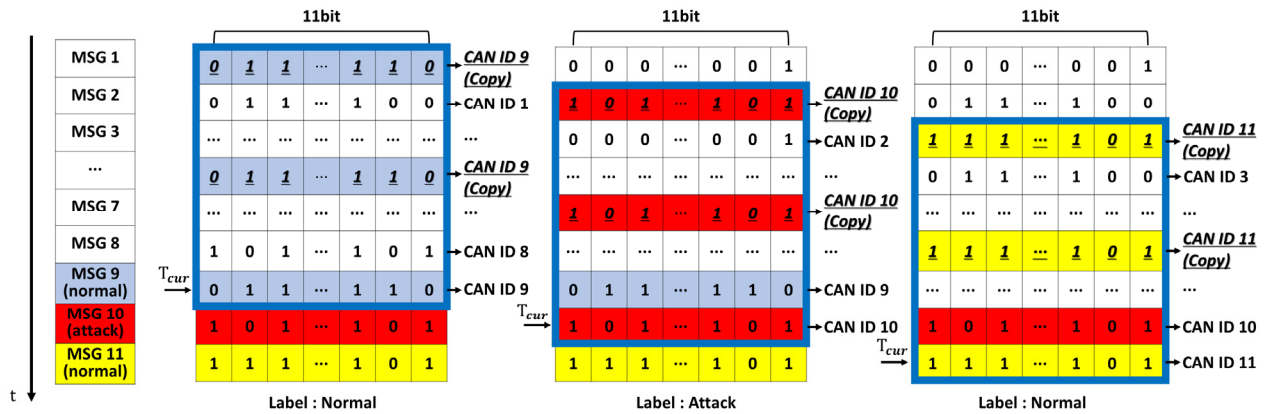 t
MSG 1
MSG 2
MSG 3
...
MSG 7
MSG 8
MSG 9
(normal)
MSG 10
(attack)
MSG 11
(normal)
11bit
0 1 1 ... 1 1 0 CAN ID 9
(Copy)
0 1 1 ... 1 0 0 CAN ID 1
... ... ... ... ... ... ... ...
0 1 1 ... 1 1 0 CAN ID 9
(Copy)
... ... ... ... ... ... ... ...
1 0 1 ... 1 0 1 CAN ID 8
Tcur 0 1 1 ... 1 1 0 CAN ID 9
1 0 1 ... 1 0 1
1 1 1 ... 1 0 1
Label : Normal
11bit
0 0 0 ... 0 0 1
1 0 1 ... 1 0 1 CAN ID 10
(Copy)
0 0 0 ... 0 0 1 CAN ID 2
... ... ... ... ... ... ... ...
1 0 1 ... 1 0 1 CAN ID 10
(Copy)
... ... ... ... ... ... ... ...
0 1 1 ... 1 1 0 CAN ID 9
Tcur 1 0 1 ... 1 0 1 CAN ID 10
1 1 1 ... 1 0 1
Label : Attack
11bit
0 0 0 ... 0 0 1
0 1 1 ... 1 0 0
1 1 1 ... 1 0 1 CAN ID 11
(Copy)
0 1 1 ... 1 0 0 CAN ID 3
... ... ... ... ... ... ... ...
1 1 1 ... 1 0 1 CAN ID 11
(Copy)
... ... ... ... ... ... ... ...
1 0 1 ... 1 0 1 CAN ID 10
Tcur 1 1 1 ... 1 0 1 CAN ID 11
Label : Normal